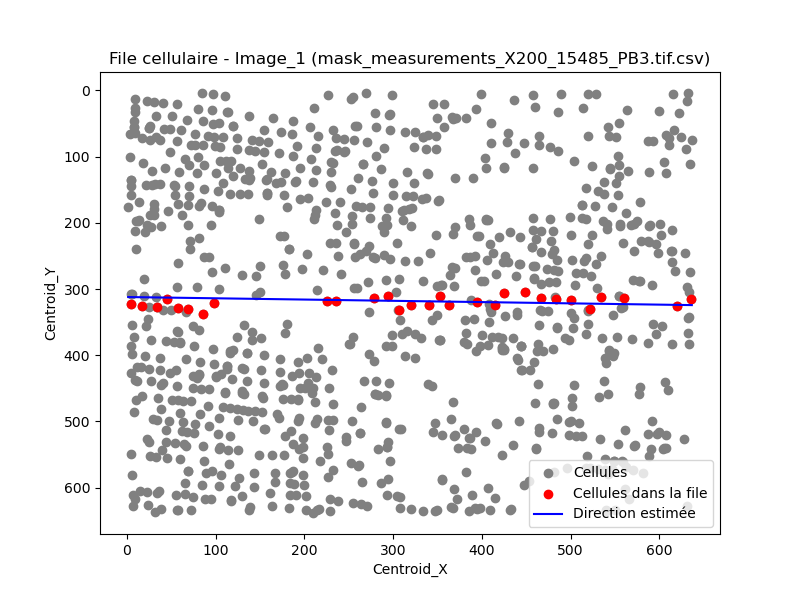 File cellulaire - Image_1 (mask_measurements_X200_15485_PB3.tif.csv)
0
100
200
300
400
500
600
Centroid_Y
Cellules
Cellules dans la file
Direction estimée
0 100 200 300 400 500 600
Centroid_X